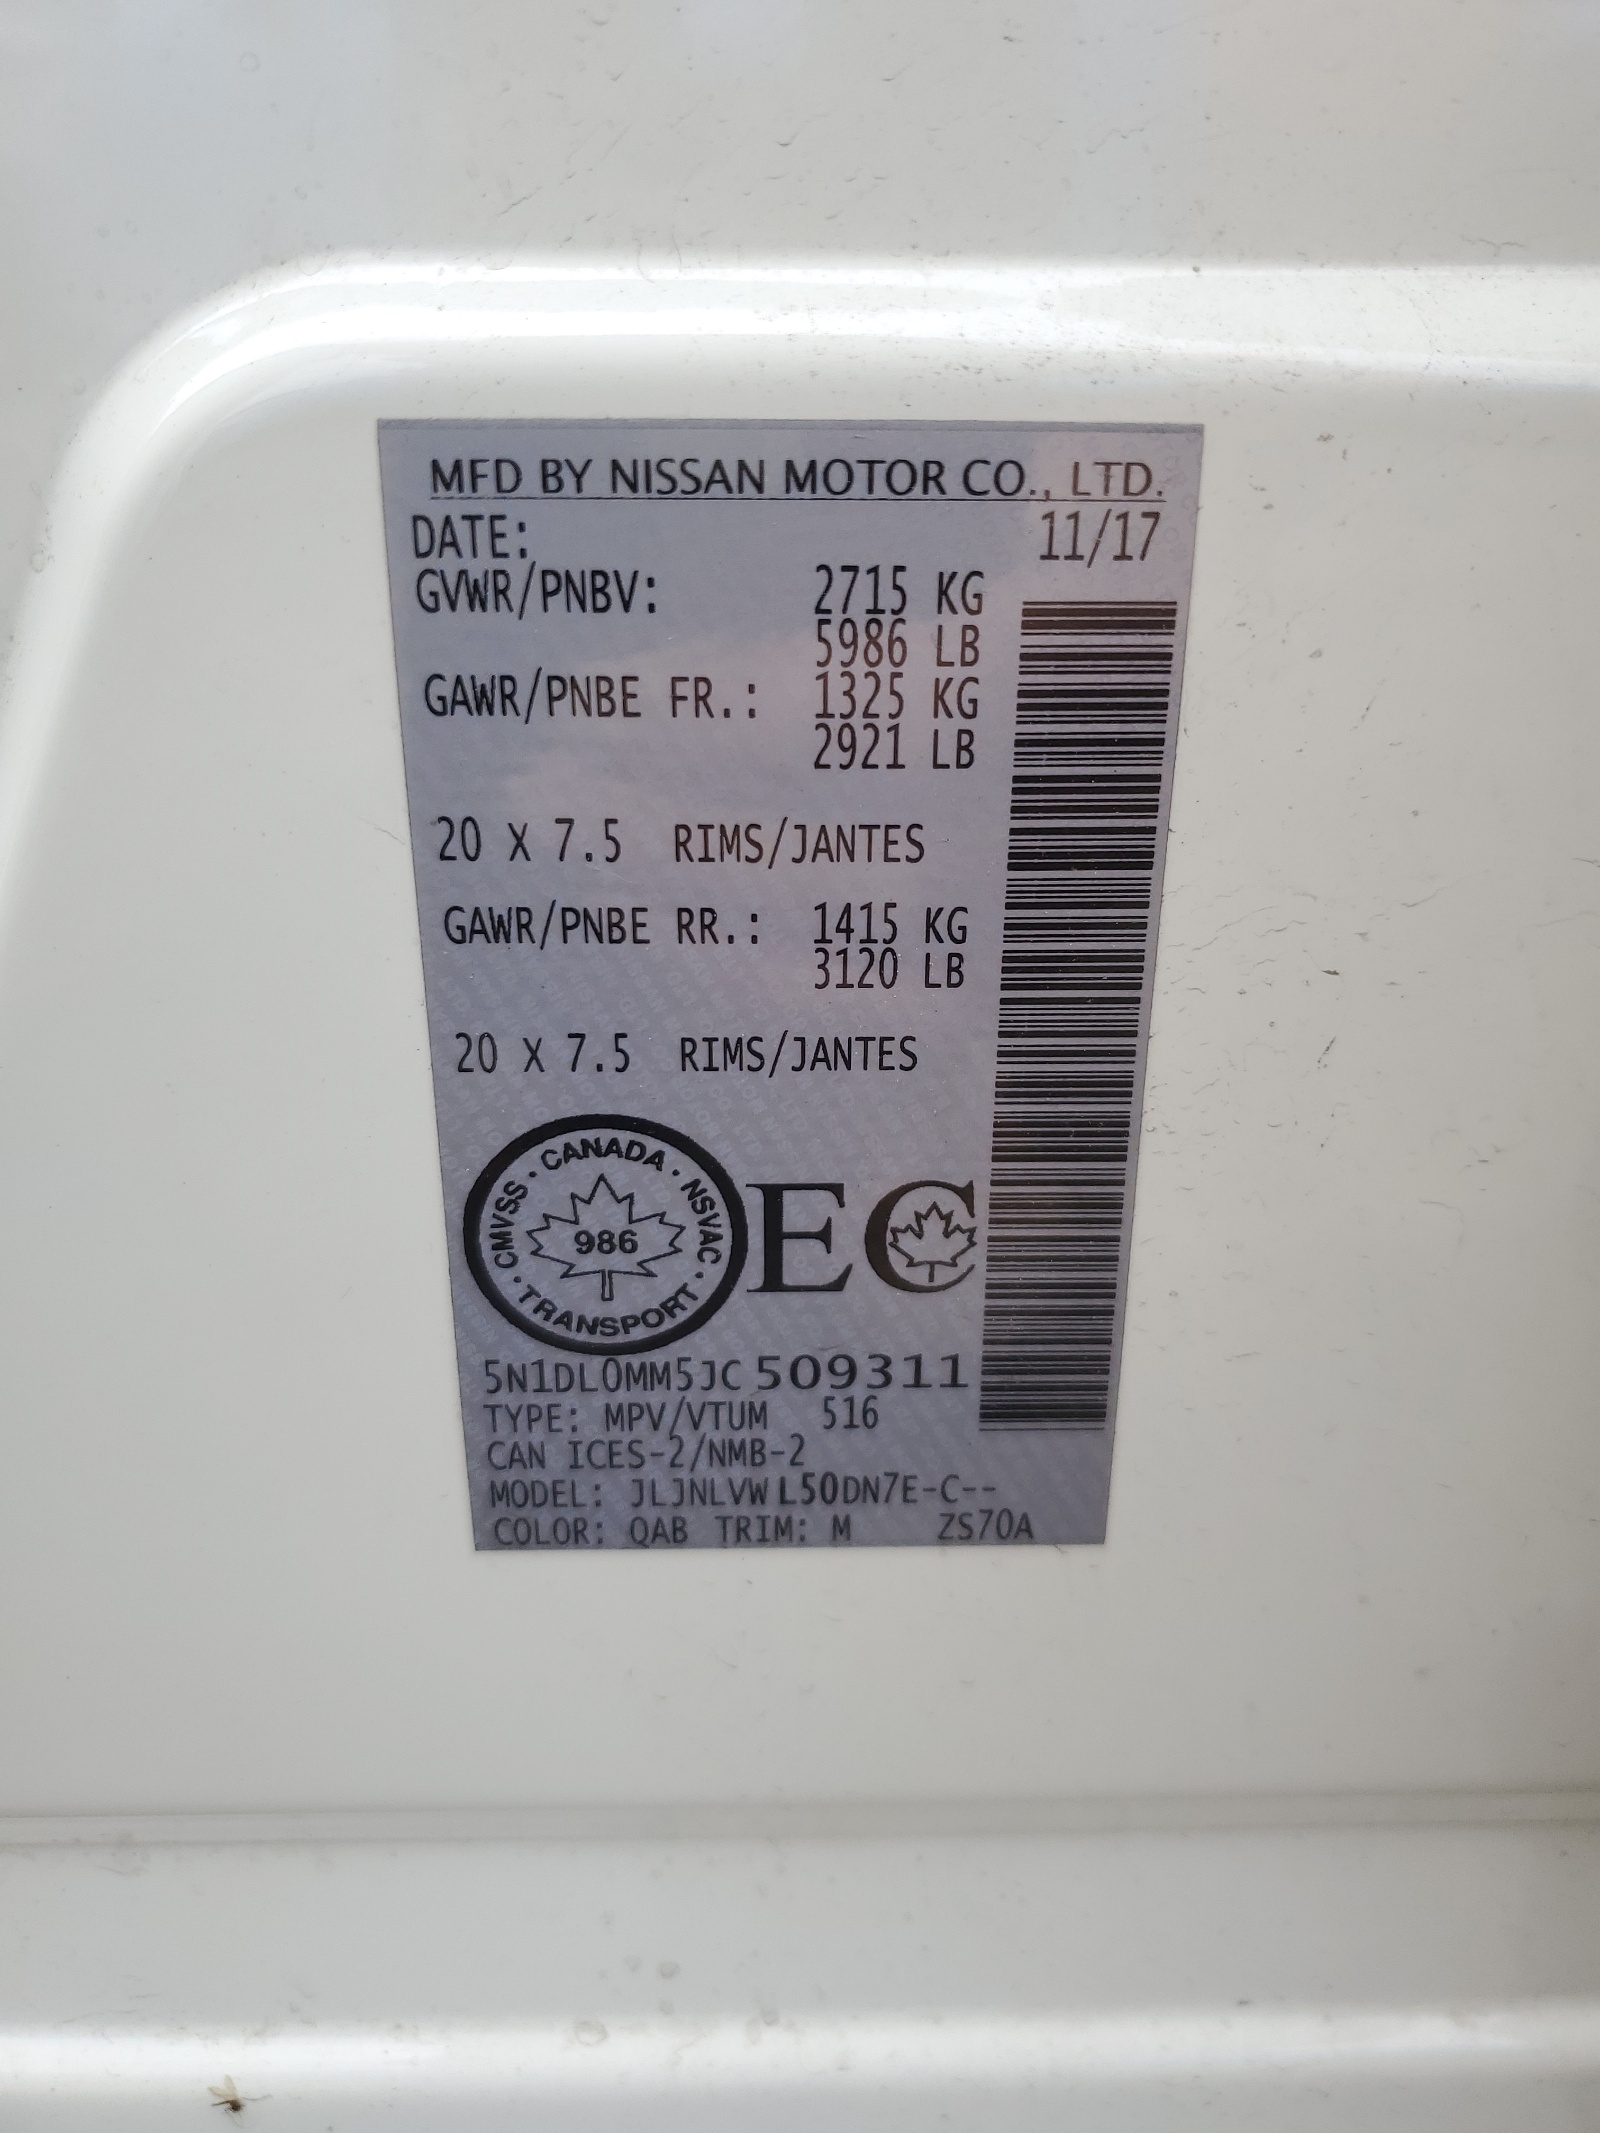 MFD BY NISSAN MOTOR CO., LTD.
DATE: 11/17
GVWR/PNBV: 2715 KG
5986 LB
GAWR/PNBE FR.: 1325 KG
2921 LB
20 X 7.5 RIMS/JANTES
GAWR/PNBE RR.: 1415 KG
3120 LB
20 X 7.5 RIMS/JANTES
CANADA · NSVAC · TRANSPORT · CMVSS ·
986
EC
5N1DL0MM5JC509311
TYPE: MPV/VTUM 516
CAN ICES-2/NMB-2
MODEL: JLJNLVWL50DN7E-C--
COLOR: QAB TRIM: M ZS70A